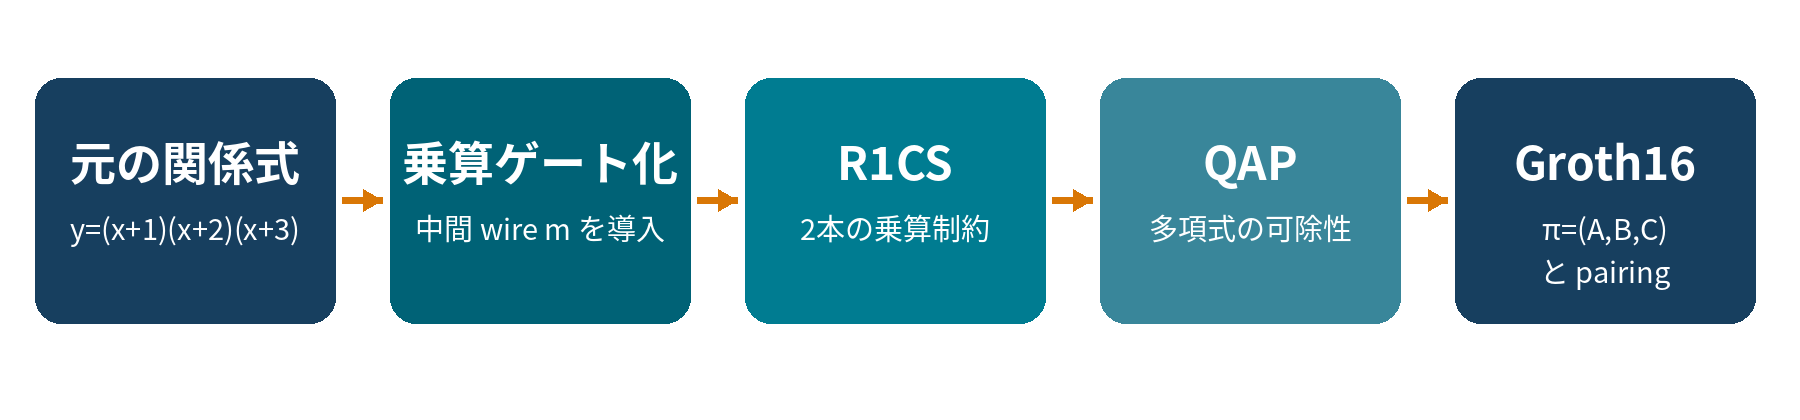 元の関係式
y=(x+1)(x+2)(x+3)
乗算ゲート化
中間 wire m を導入
R1CS
2本の乗算制約
QAP
多項式の可除性
Groth16
π=(A,B,C)
と pairing